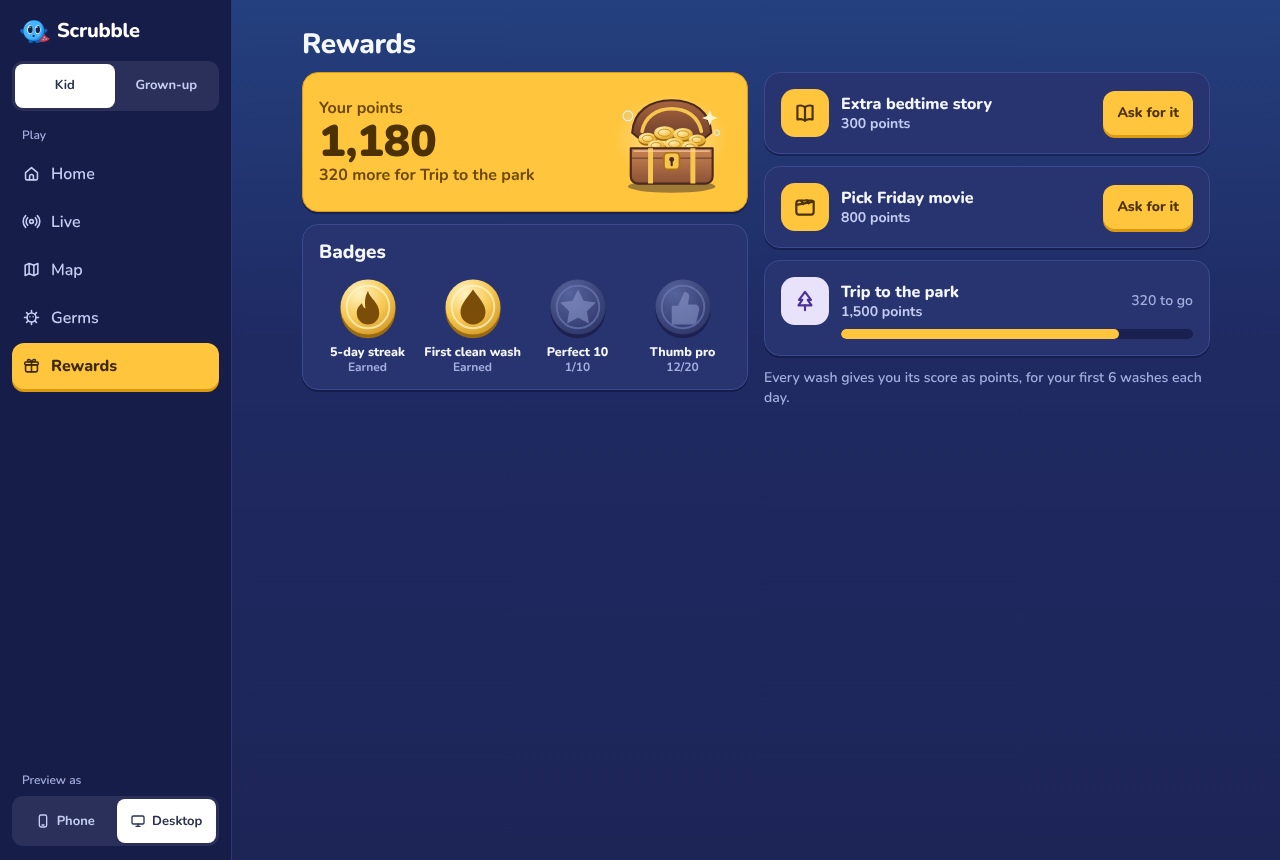 Scrubble
Kid
Grown-up
Play
Home
Live
Map
Germs
Rewards
Preview as
Phone
Desktop
Rewards
Your points
1,180
320 more for Trip to the park
Badges
5-day streak
Earned
First clean wash
Earned
Perfect 10
1/10
Thumb pro
12/20
Extra bedtime story
300 points
Ask for it
Pick Friday movie
800 points
Ask for it
Trip to the park
1,500 points
320 to go
Every wash gives you its score as points, for your first 6 washes each
day.